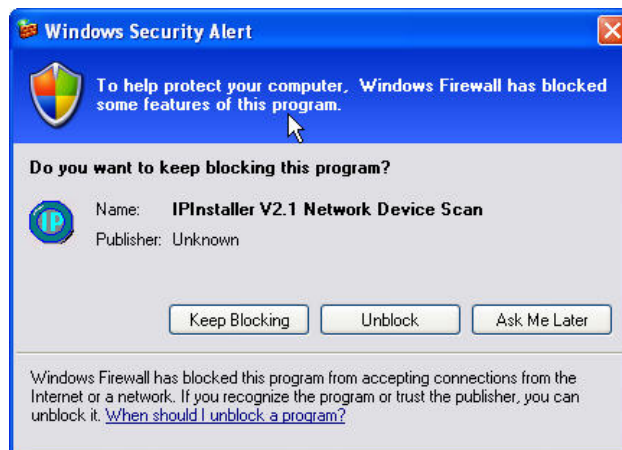 Windows Security Alert
To help protect your computer, Windows Firewall has blocked
some features of this program.
Do you want to keep blocking this program?
IP
Name: IPInstaller V2.1 Network Device Scan
Publisher: Unknown
Keep Blocking Unblock Ask Me Later
Windows Firewall has blocked this program from accepting connections from the
Internet or a network. If you recognize the program or trust the publisher, you can
unblock it. When should I unblock a program?